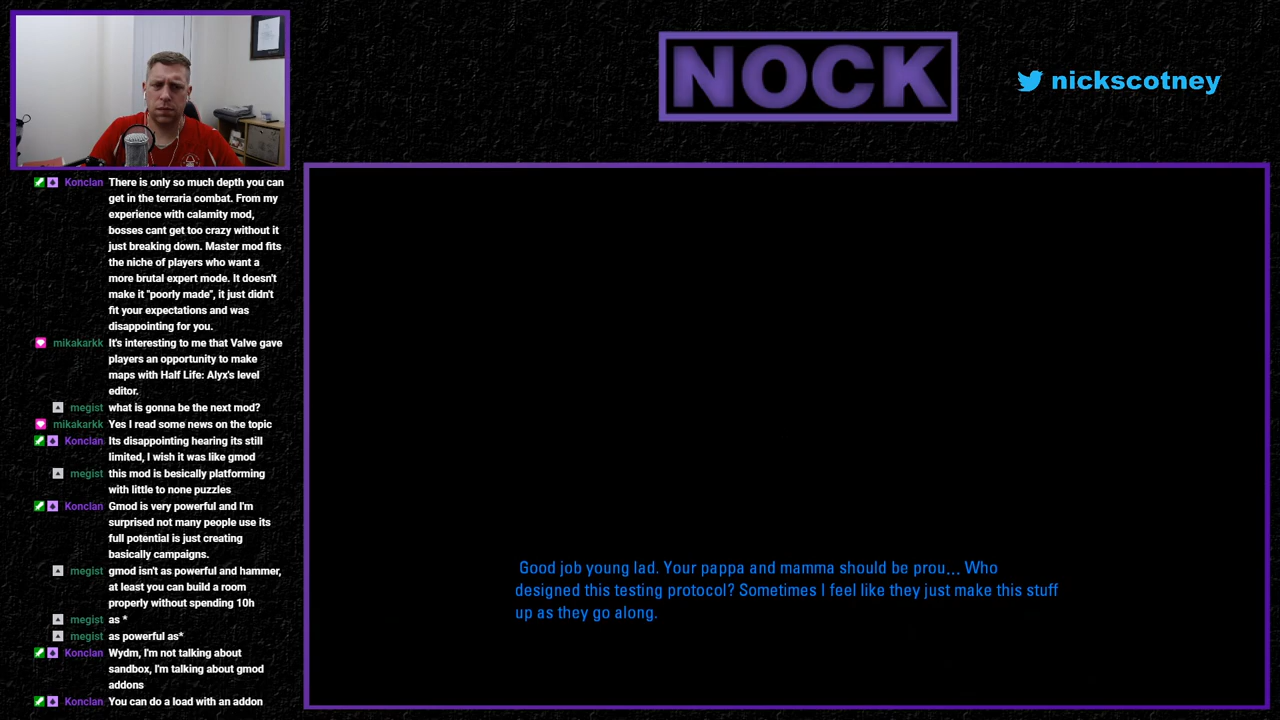 NOCK
nickscotney
Konclan There is only so much depth you can
get in the terraria combat. From my
experience with calamity mod,
bosses cant get too crazy without it
just breaking down. Master mod fits
the niche of players who want a
more brutal expert mode. It doesn't
make it "poorly made", it just didn't
fit your expectations and was
disappointing for you.
mikakarkk It's interesting to me that Valve gave
players an opportunity to make
maps with Half Life: Alyx's level
editor.
megist what is gonna be the next mod?
mikakarkk Yes I read some news on the topic
Konclan Its disappointing hearing its still
limited, I wish it was like gmod
megist this mod is besically platforming
with little to none puzzles
Konclan Gmod is very powerful and I'm
surprised not many people use its
full potential is just creating
basically campaigns.
megist gmod isn't as powerful and hammer,
at least you can build a room
properly without spending 10h
megist as *
megist as powerful as*
Konclan Wydm, I'm not talking about
sandbox, I'm talking about gmod
addons
Konclan You can do a load with an addon
Good job young lad. Your pappa and mamma should be prou... Who
designed this testing protocol? Sometimes I feel like they just make this stuff
up as they go along.